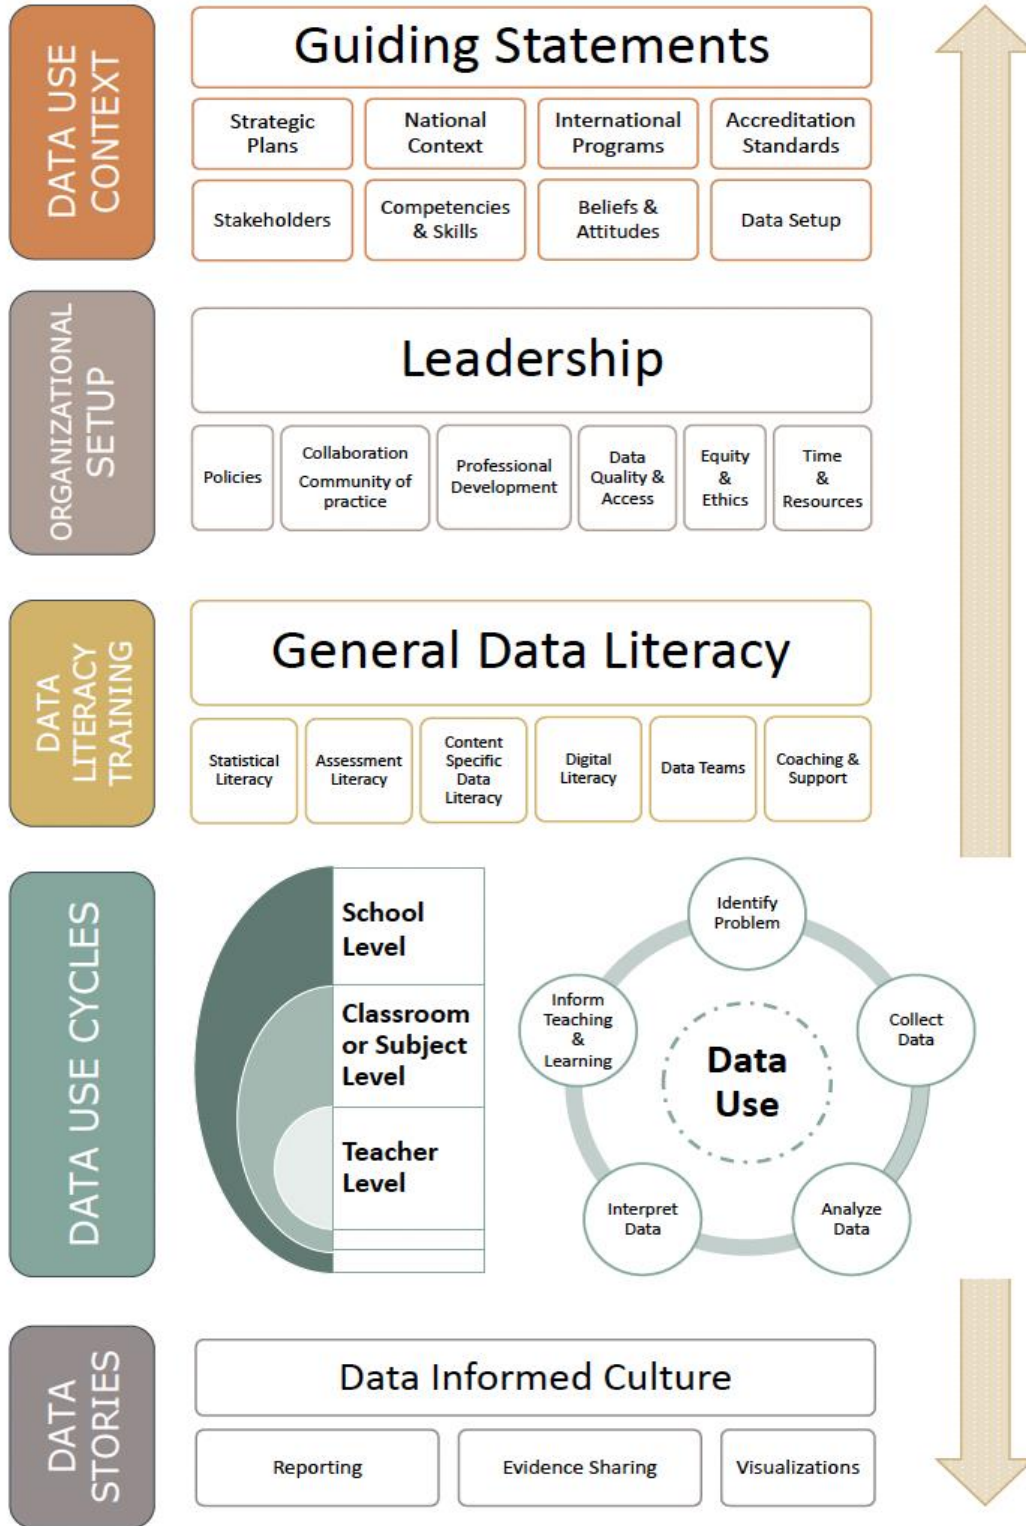 DATA USE
CONTEXT
Guiding Statements
Strategic
Plans
National
Context
International
Programs
Accreditation
Standards
Stakeholders
Competencies
& Skills
Beliefs &
Attitudes
Data Setup
ORGANIZATIONAL
SETUP
Leadership
Policies
Collaboration
Community of
practice
Professional
Development
Data
Quality &
Access
Equity
&
Ethics
Time
&
Resources
DATA
LITERACY
TRAINING
General Data Literacy
Statistical
Literacy
Assessment
Literacy
Content
Specific
Data
Literacy
Digital
Literacy
Data Teams
Coaching &
Support
DATA USE CYCLES
School
Level
Classroom
or Subject
Level
Teacher
Level
Identify
Problem
Collect
Data
Analyze
Data
Interpret
Data
Inform
Teaching
&
Learning
Data
Use
DATA
STORIES
Data Informed Culture
Reporting
Evidence Sharing
Visualizations